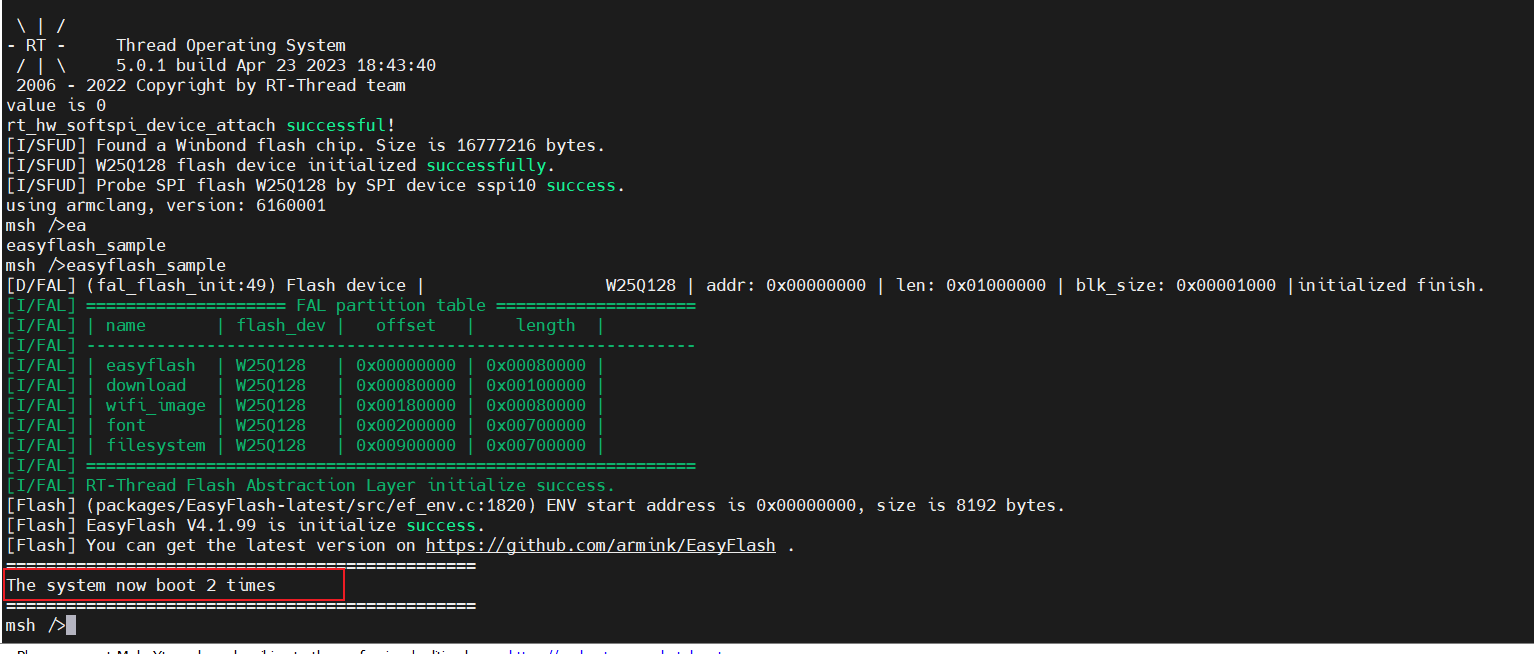 \ | /
- RT -     Thread Operating System
/ | \     5.0.1 build Apr 23 2023 18:43:40
2006 - 2022 Copyright by RT-Thread team
value is 0
rt_hw_softspi_device_attach successful!
[I/SFUD] Found a Winbond flash chip. Size is 16777216 bytes.
[I/SFUD] W25Q128 flash device initialized successfully.
[I/SFUD] Probe SPI flash W25Q128 by SPI device sspi10 success.
using armclang, version: 6160001
msh />ea
easyflash_sample
msh />easyflash_sample
[D/FAL] (fal_flash_init:49) Flash device |                  W25Q128 | addr: 0x00000000 | len: 0x01000000 | blk_size: 0x00001000 |initialized finish.
[I/FAL] ==================== FAL partition table ====================
[I/FAL] | name       | flash_dev |   offset   |    length  |
[I/FAL] -------------------------------------------------------------
[I/FAL] | easyflash  | W25Q128   | 0x00000000 | 0x00080000 |
[I/FAL] | download   | W25Q128   | 0x00080000 | 0x00100000 |
[I/FAL] | wifi_image | W25Q128   | 0x00180000 | 0x00080000 |
[I/FAL] | font       | W25Q128   | 0x00200000 | 0x00700000 |
[I/FAL] | filesystem | W25Q128   | 0x00900000 | 0x00700000 |
[I/FAL] =============================================================
[I/FAL] RT-Thread Flash Abstraction Layer initialize success.
[Flash] (packages/EasyFlash-latest/src/ef_env.c:1820) ENV start address is 0x00000000, size is 8192 bytes.
[Flash] EasyFlash V4.1.99 is initialize success.
[Flash] You can get the latest version on https://github.com/armink/EasyFlash .
===============================================
The system now boot 2 times
===============================================
msh />